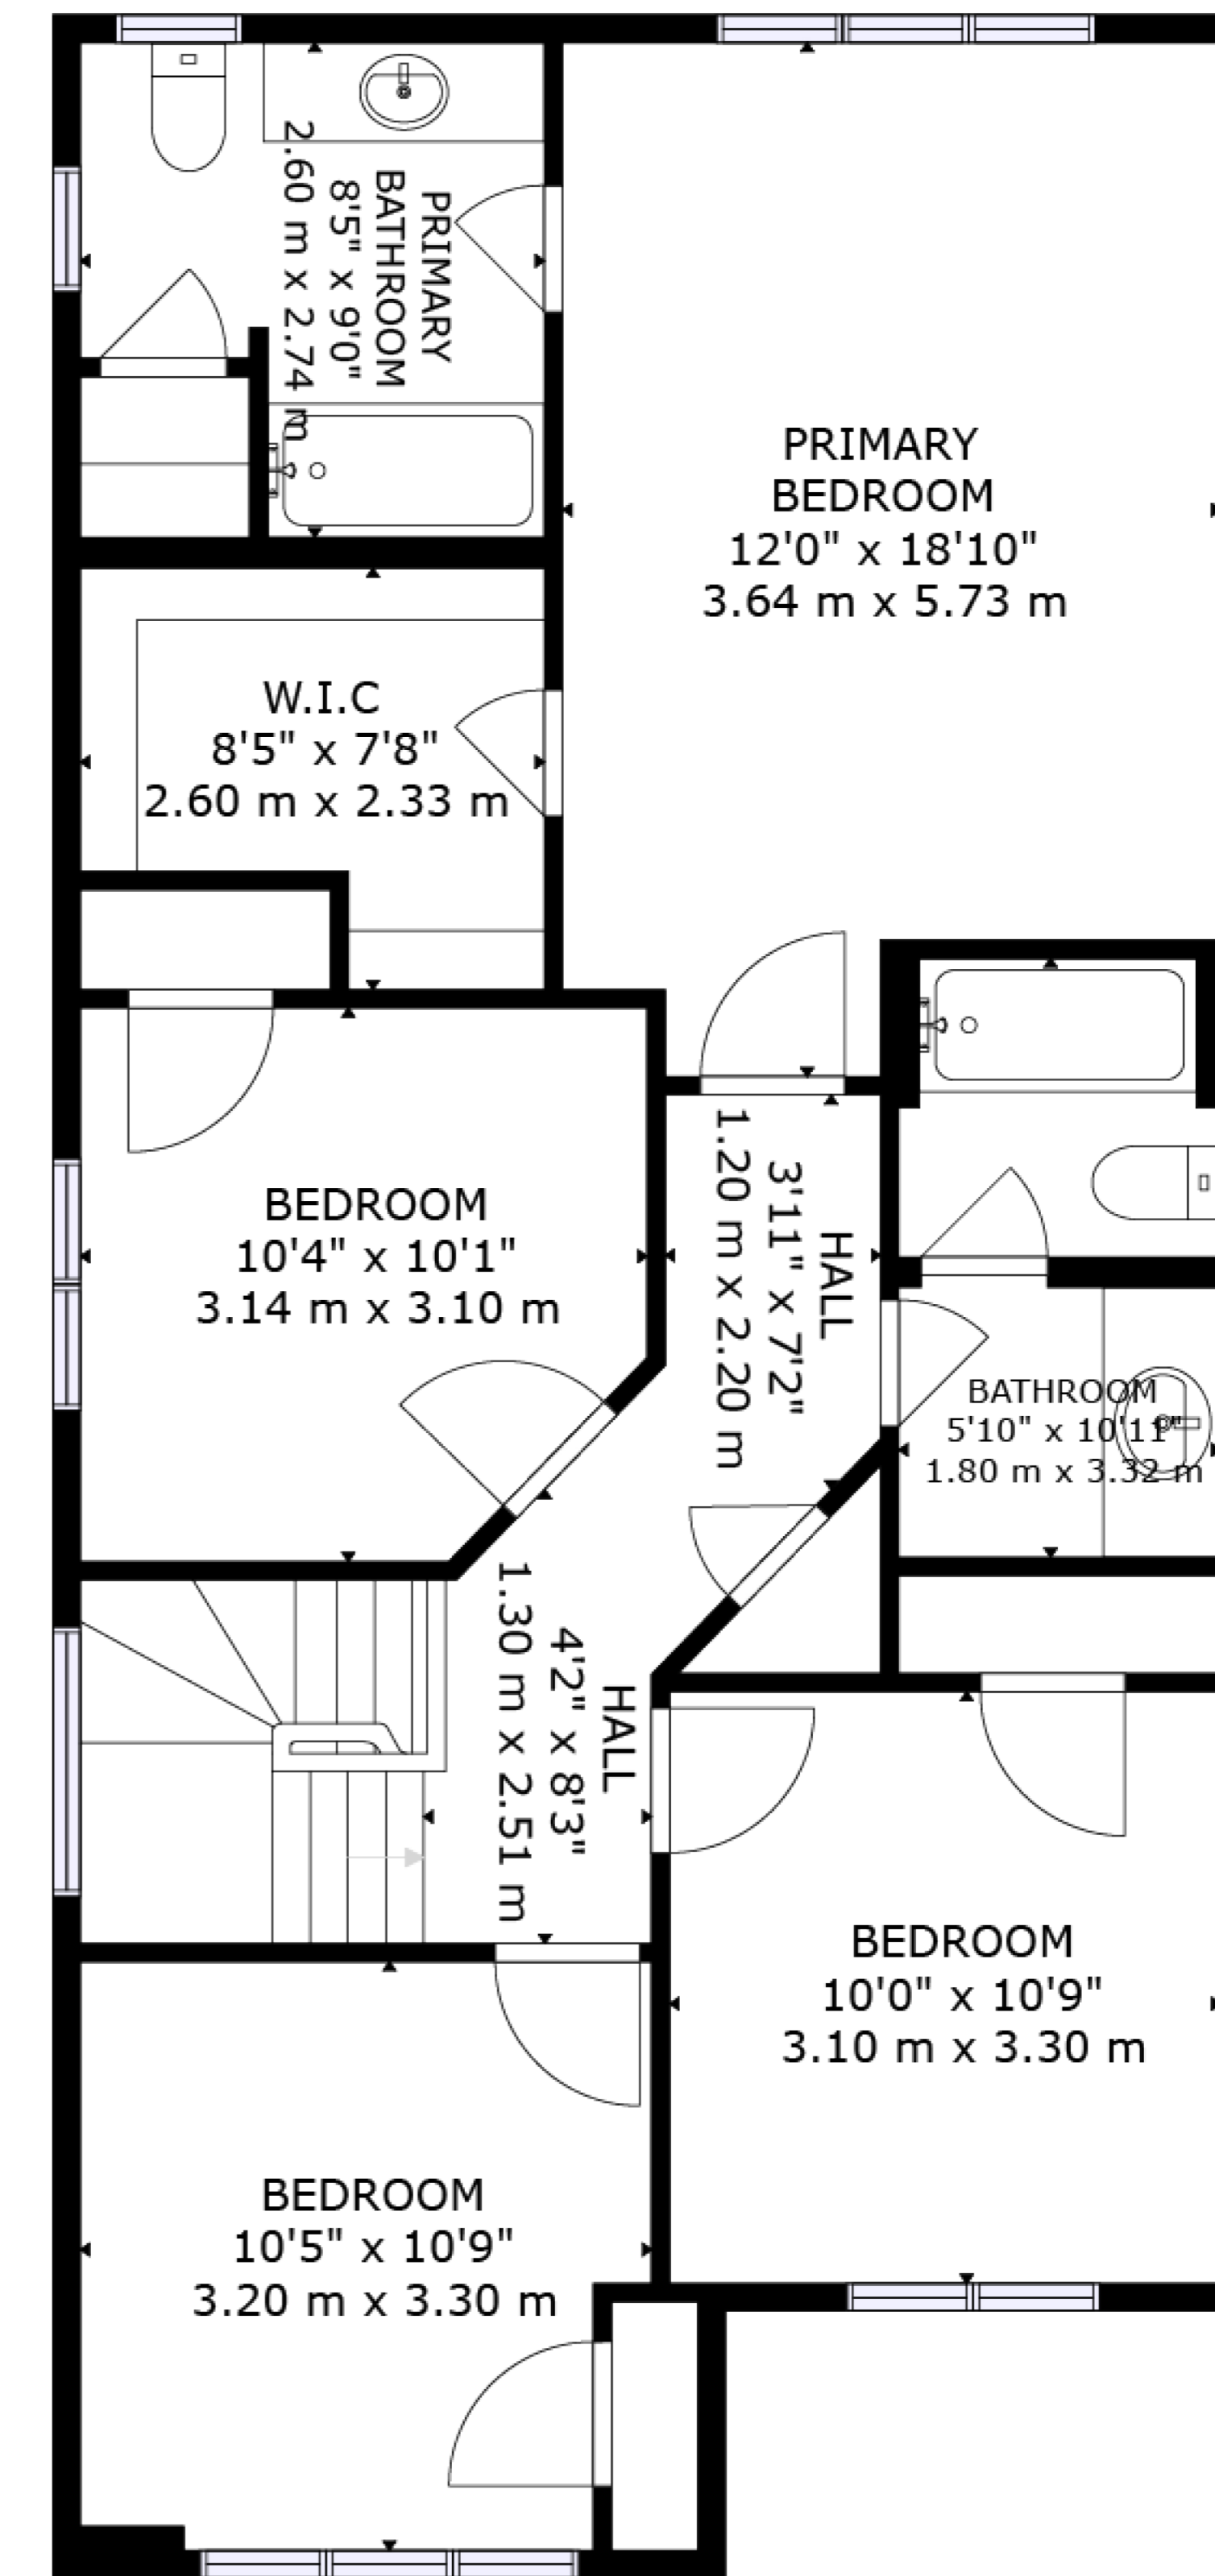 PRIMARY
BATHROOM
8'5" x 9'0"
2.60 m x 2.74 m
PRIMARY
BEDROOM
12'0" x 18'10"
3.64 m x 5.73 m
W.I.C
8'5" x 7'8"
2.60 m x 2.33 m
BEDROOM
10'4" x 10'1"
3.14 m x 3.10 m
HALL
3'11" x 7'2"
1.20 m x 2.20 m
BATHROOM
5'10" x 10'11"
1.80 m x 3.32 m
HALL
4'2" x 8'3"
1.30 m x 2.51 m
BEDROOM
10'0" x 10'9"
3.10 m x 3.30 m
BEDROOM
10'5" x 10'9"
3.20 m x 3.30 m